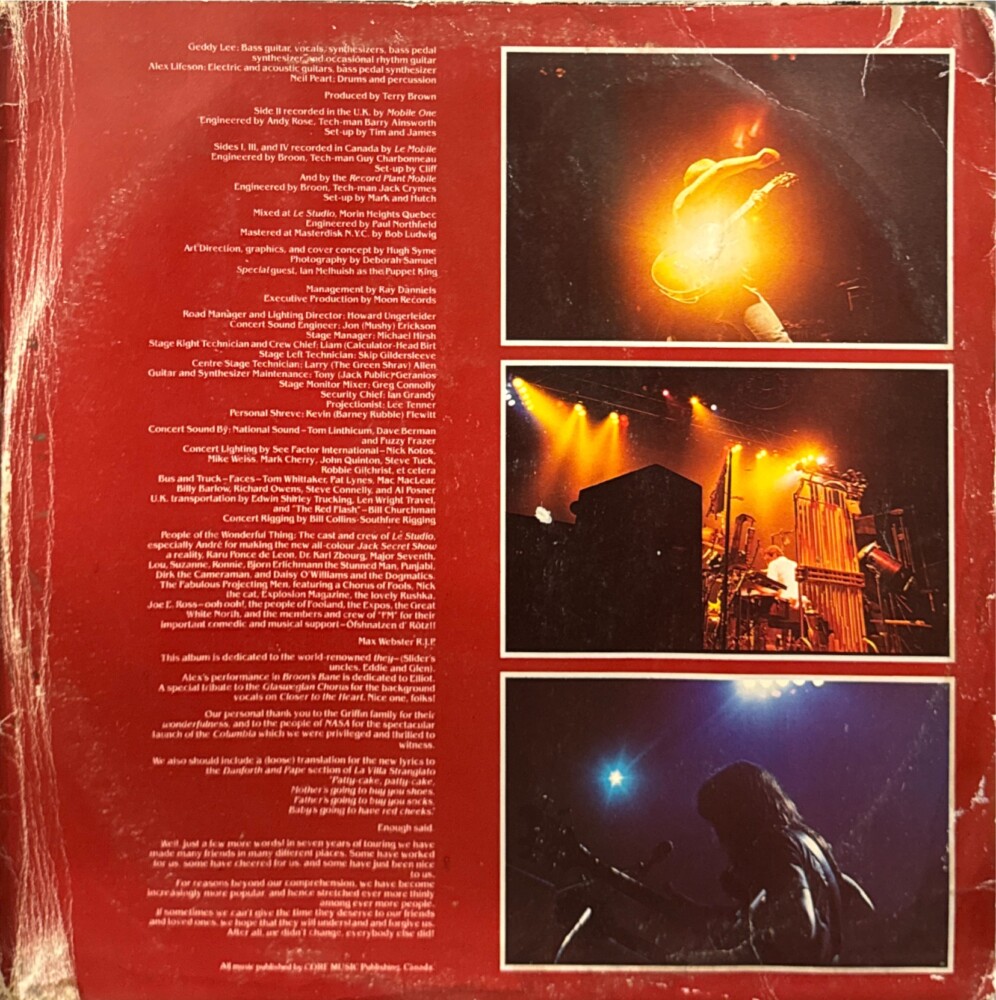 Geddy Lee: Bass guitar, vocals, synthesizers, bass pedal
synthesizer, and occasional rhythm guitar
Alex Lifeson: Electric and acoustic guitars, bass pedal synthesizer
Neil Peart: Drums and percussion
Produced by Terry Brown
Side II recorded in the U.K. by Mobile One
Engineered by Andy Rose, Tech-man Barry Ainsworth
Set-up by Tim and James
Sides I, III, and IV recorded in Canada by Le Mobile
Engineered by Broon, Tech-man Guy Charbonneau
Set-up by Cliff
And by the Record Plant Mobile
Engineered by Broon, Tech-man Jack Crymes
Set-up by Mark and Hutch
Mixed at Le Studio, Morin Heights Quebec
Engineered by Paul Northfield
Mastered at Masterdisk N.Y.C. by Bob Ludwig
Art Direction, graphics, and cover concept by Hugh Syme
Photography by Deborah Samuel
Special guest, Ian Melhuish as the Puppet King
Management by Ray Danniels
Executive Production by Moon Records
Road Manager and Lighting Director: Howard Ungerleider
Concert Sound Engineer: Jon (Mushy) Erickson
Stage Manager: Michael Hirsh
Stage Right Technician and Crew Chief: Liam (Calculator-Head Birt
Stage Left Technician: Skip Gildersleeve
Centre Stage Technician: Larry (The Green Shray) Allen
Guitar and Synthesizer Maintenance: Tony (Jack Public) Geranios
Stage Monitor Mixer: Greg Connolly
Security Chief: Ian Grandy
Projectionist: Lee Tenner
Personal Shreve: Kevin (Barney Rubble) Flewitt
Concert Sound By: National Sound—Tom Linthicum, Dave Berman
and Fuzzy Frazer
Concert Lighting by See Factor International—Nick Kotos,
Mike Weiss, Mark Cherry, John Quinton, Steve Tuck,
Robbie Gilchrist, et cetera
Bus and Truck—Faces—Tom Whittaker, Pat Lynes, Mac MacLear,
Billy Barlow, Richard Owens, Steve Connelly, and Al Posner
U.K. transportation by Edwin Shirley Trucking, Len Wright Travel,
and "The Red Flash"—Bill Churchman
Concert Rigging by Bill Collins-Southfire Rigging
People of the Wonderful Thing: The cast and crew of Le Studio,
especially André for making the new all-colour Jack Secret Show
a reality, Raru Ponce de Leon, Dr. Karl Zbourg, Major Seventh,
Lou, Suzanne, Ronnie, Bjorn Erlichmann the Stunned Man, Punjabi,
Dirk the Cameraman, and Daisy O'Williams and the Dogmatics,
The Fabulous Projecting Men, featuring a Chorus of Fools, Nick
the cat, Explosion Magazine, the lovely Rushka,
Joe E. Ross—ooh ooh!, the people of Fooland, the Expos, the Great
White North, and the members and crew of "FM" for their
important comedic and musical support—Ofshnatzen d' Rötz!!
Max Webster R.I.P.
This album is dedicated to the world-renowned they—(Slider's
uncles, Eddie and Glen).
Alex's performance in Broon's Bane is dedicated to Elliot.
A special tribute to the Glaswegian Chorus for the background
vocals on Closer to the Heart. Nice one, folks!
Our personal thank you to the Griffin family for their
wonderfulness, and to the people of NASA for the spectacular
launch of the Columbia which we were privileged and thrilled to
witness.
We also should include a (loose) translation for the new lyrics to
the Danforth and Pape section of La Villa Strangiato
"Patty-cake, patty-cake,
Mother's going to buy you shoes,
Father's going to buy you socks,
Baby's going to have red cheeks."
Enough said.
Well, just a few more words! in seven years of touring we have
made many friends in many different places. Some have worked
for us, some have cheered for us, and some have just been nice
to us.
For reasons beyond our comprehension, we have become
increasingly more popular, and hence stretched ever more thinly
among ever more people.
If sometimes we can't give the time they deserve to our friends
and loved ones, we hope that they will understand and forgive us.
After all, we didn't change, everybody else did!
All music published by CORE MUSIC Publishing, Canada